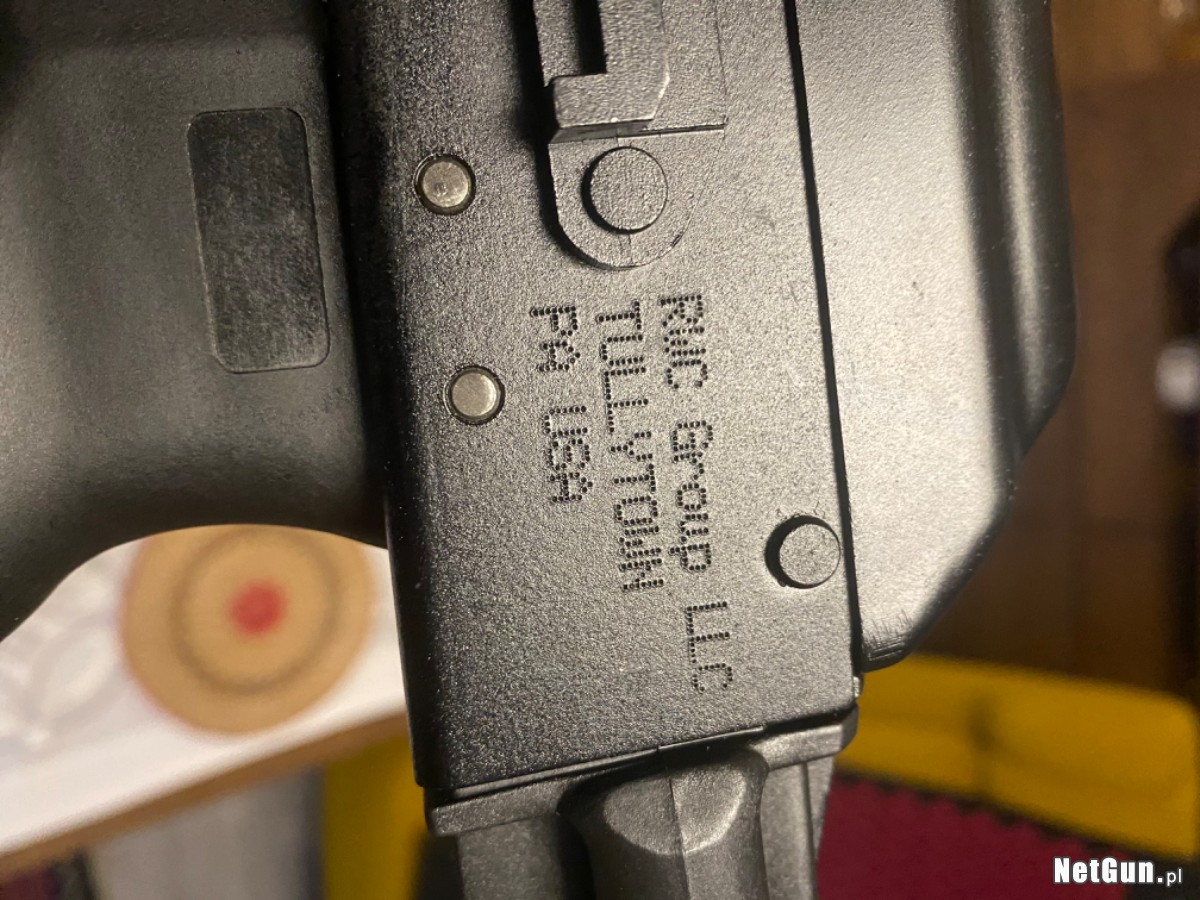 RWC Group LLC
TULLYTOWN
PA USA
NetGun.pl